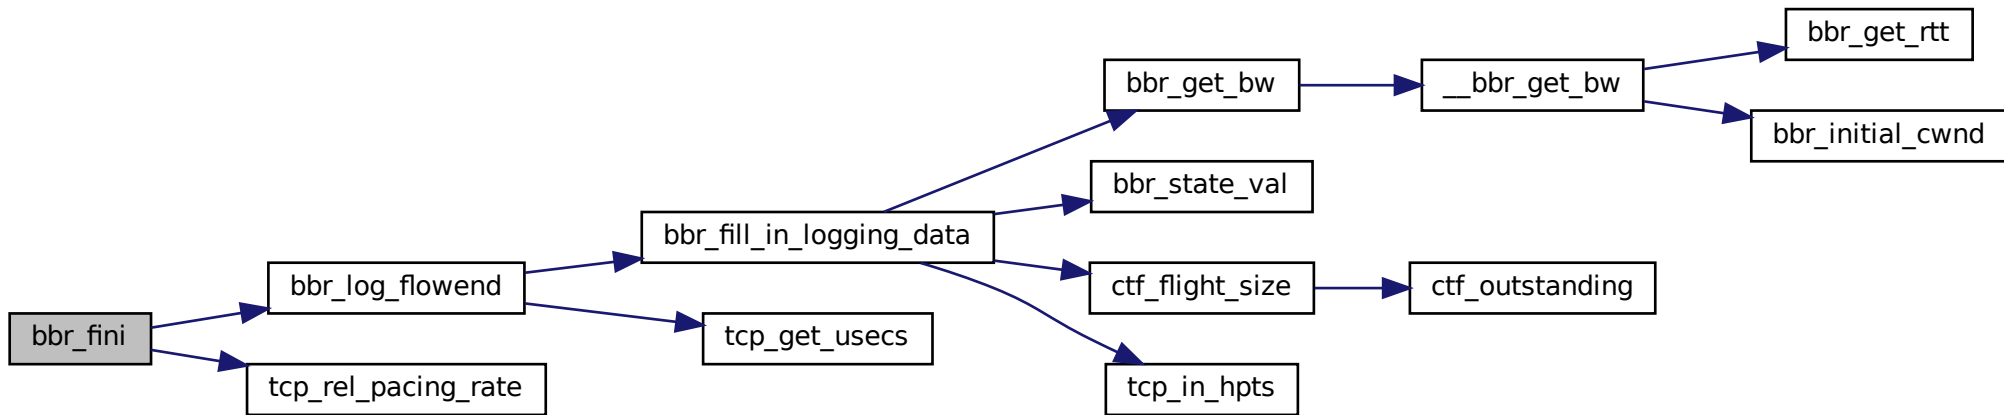 bbr_fini
bbr_log_flowend
tcp_rel_pacing_rate
bbr_fill_in_logging_data
tcp_get_usecs
bbr_get_bw
bbr_state_val
ctf_flight_size
tcp_in_hpts
__bbr_get_bw
ctf_outstanding
bbr_get_rtt
bbr_initial_cwnd